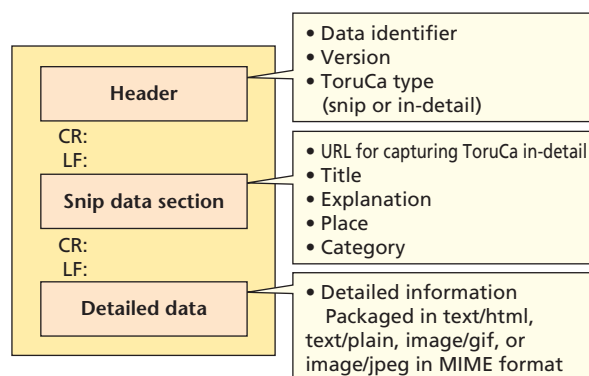 Header
• Data identifier
• Version
• ToruCa type
(snip or in-detail)
CR:
LF:
Snip data section
• URL for capturing ToruCa in-detail
• Title
• Explanation
• Place
• Category
CR:
LF:
Detailed data
• Detailed information
Packaged in text/html,
text/plain, image/gif, or
image/jpeg in MIME format